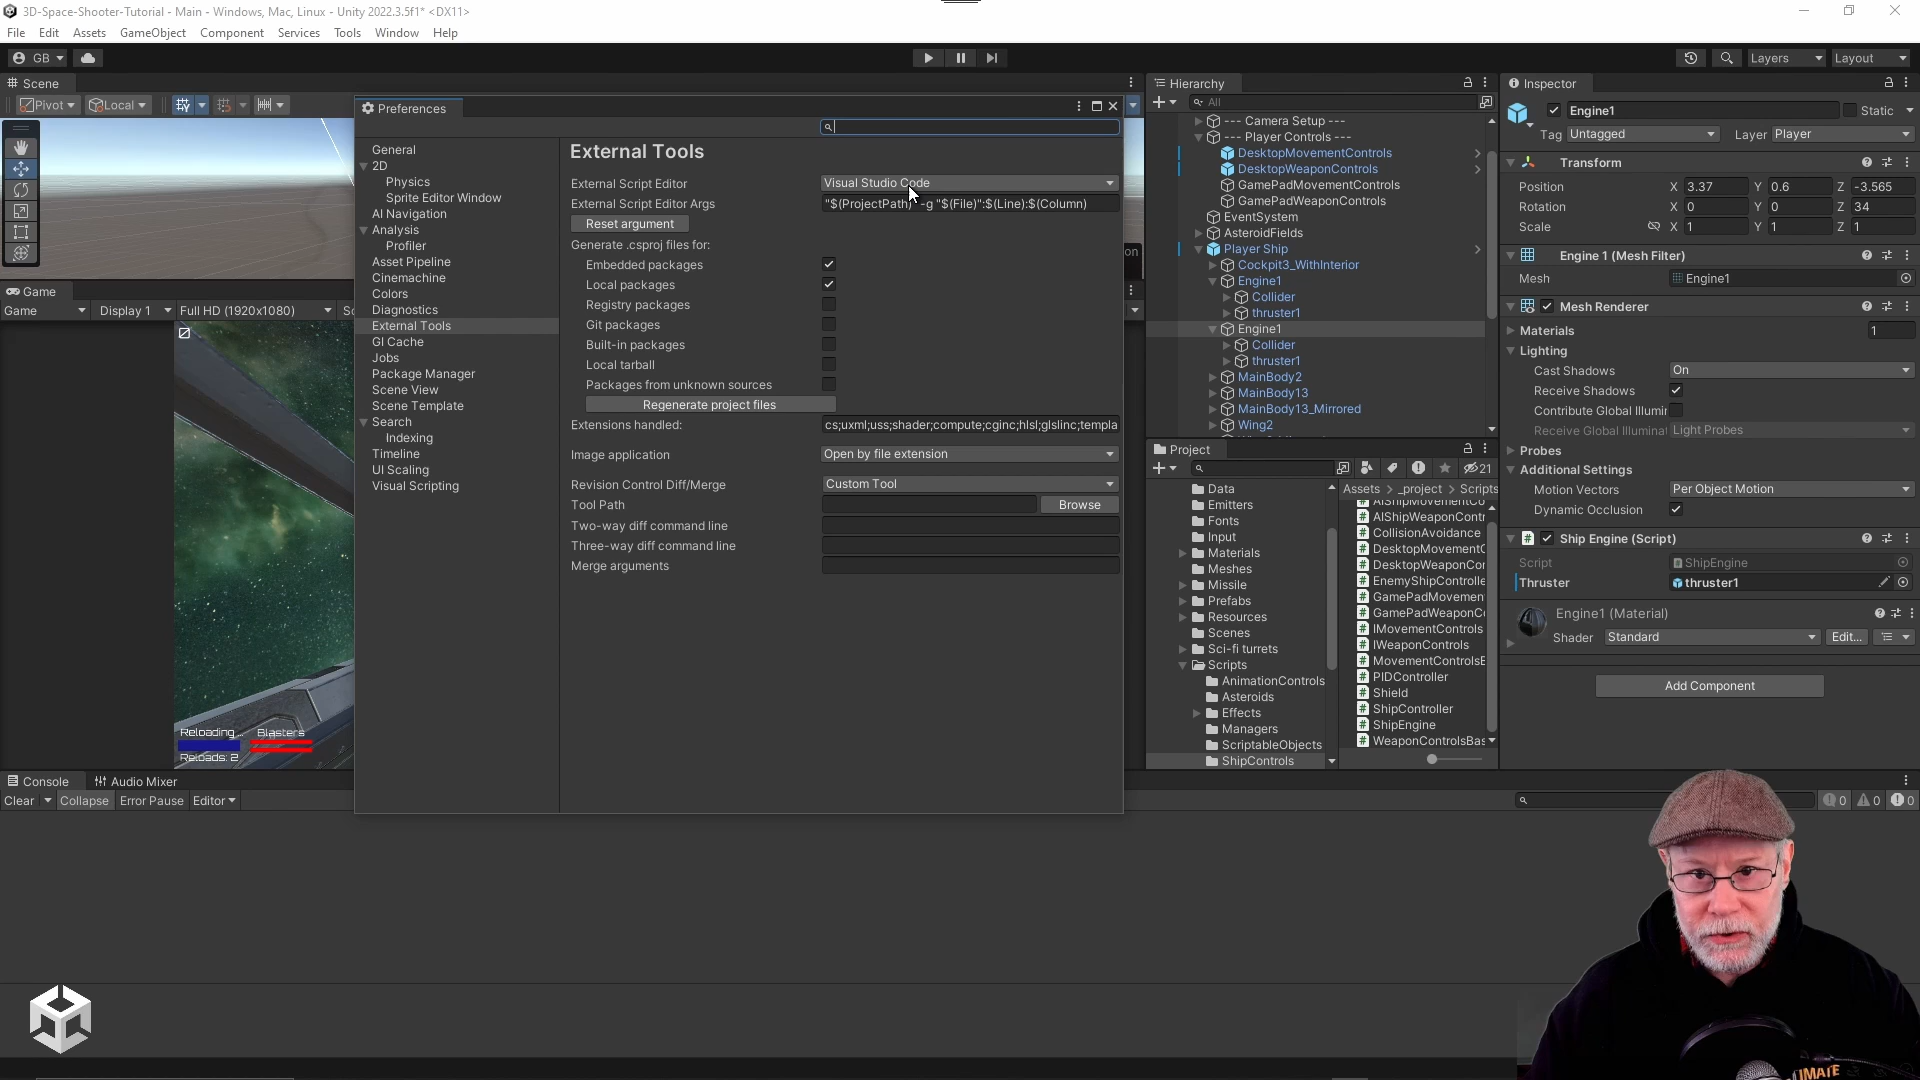 3D-Space-Shooter-Tutorial - Main - Windows, Mac, Linux - Unity 2022.3.5f1* <DX11>
File Edit Assets GameObject Component Services Tools Window Help
GB
Layers Layout
Scene
Pivot Local
Game
Game Display 1 Full HD (1920x1080)
Reloading... Blasters
Reloads: 2
Preferences
General
2D
Physics
Sprite Editor Window
AI Navigation
Analysis
Profiler
Asset Pipeline
Cinemachine
Colors
Diagnostics
External Tools
GI Cache
Jobs
Package Manager
Scene View
Scene Template
Search
Indexing
Timeline
UI Scaling
Visual Scripting
External Tools
External Script Editor Visual Studio Code
External Script Editor Args "$(ProjectPath)" -g "$(File)":$(Line):$(Column)
Reset argument
Generate .csproj files for:
Embedded packages
Local packages
Registry packages
Git packages
Built-in packages
Local tarball
Packages from unknown sources
Regenerate project files
Extensions handled: cs;uxml;uss;shader;compute;cginc;hlsl;glslinc;templa
Image application Open by file extension
Revision Control Diff/Merge Custom Tool
Tool Path Browse
Two-way diff command line
Three-way diff command line
Merge arguments
on
Hierarchy
All
--- Camera Setup ---
--- Player Controls ---
DesktopMovementControls
DesktopWeaponControls
GamePadMovementControls
GamePadWeaponControls
EventSystem
AsteroidFields
Player Ship
Cockpit3_WithInterior
Engine1
Collider
thruster1
Engine1
Collider
thruster1
MainBody2
MainBody13
MainBody13_Mirrored
Wing2
Project
21
Data
Emitters
Fonts
Input
Materials
Meshes
Missile
Prefabs
Resources
Scenes
Sci-fi turrets
Scripts
AnimationControls
Asteroids
Effects
Managers
ScriptableObjects
ShipControls
Assets > _project > Scripts
AIShipMovementCo
AIShipWeaponContr
CollisionAvoidance
DesktopMovementC
DesktopWeaponCon
EnemyShipControlle
GamePadMovemen
GamePadWeaponCo
IMovementControls
IWeaponControls
MovementControlsB
PIDController
Shield
ShipController
ShipEngine
WeaponControlsBas
Inspector
Engine1 Static
Tag Untagged Layer Player
Transform
Position X 3.37 Y 0.6 Z -3.565
Rotation X 0 Y 0 Z 34
Scale X 1 Y 1 Z 1
Engine 1 (Mesh Filter)
Mesh Engine1
Mesh Renderer
Materials 1
Lighting
Cast Shadows On
Receive Shadows
Contribute Global Illumir
Receive Global Illuminat Light Probes
Probes
Additional Settings
Motion Vectors Per Object Motion
Dynamic Occlusion
Ship Engine (Script)
Script ShipEngine
Thruster thruster1
Engine1 (Material)
Shader Standard Edit...
Add Component
Console Audio Mixer
Clear Collapse Error Pause Editor
0 0 0